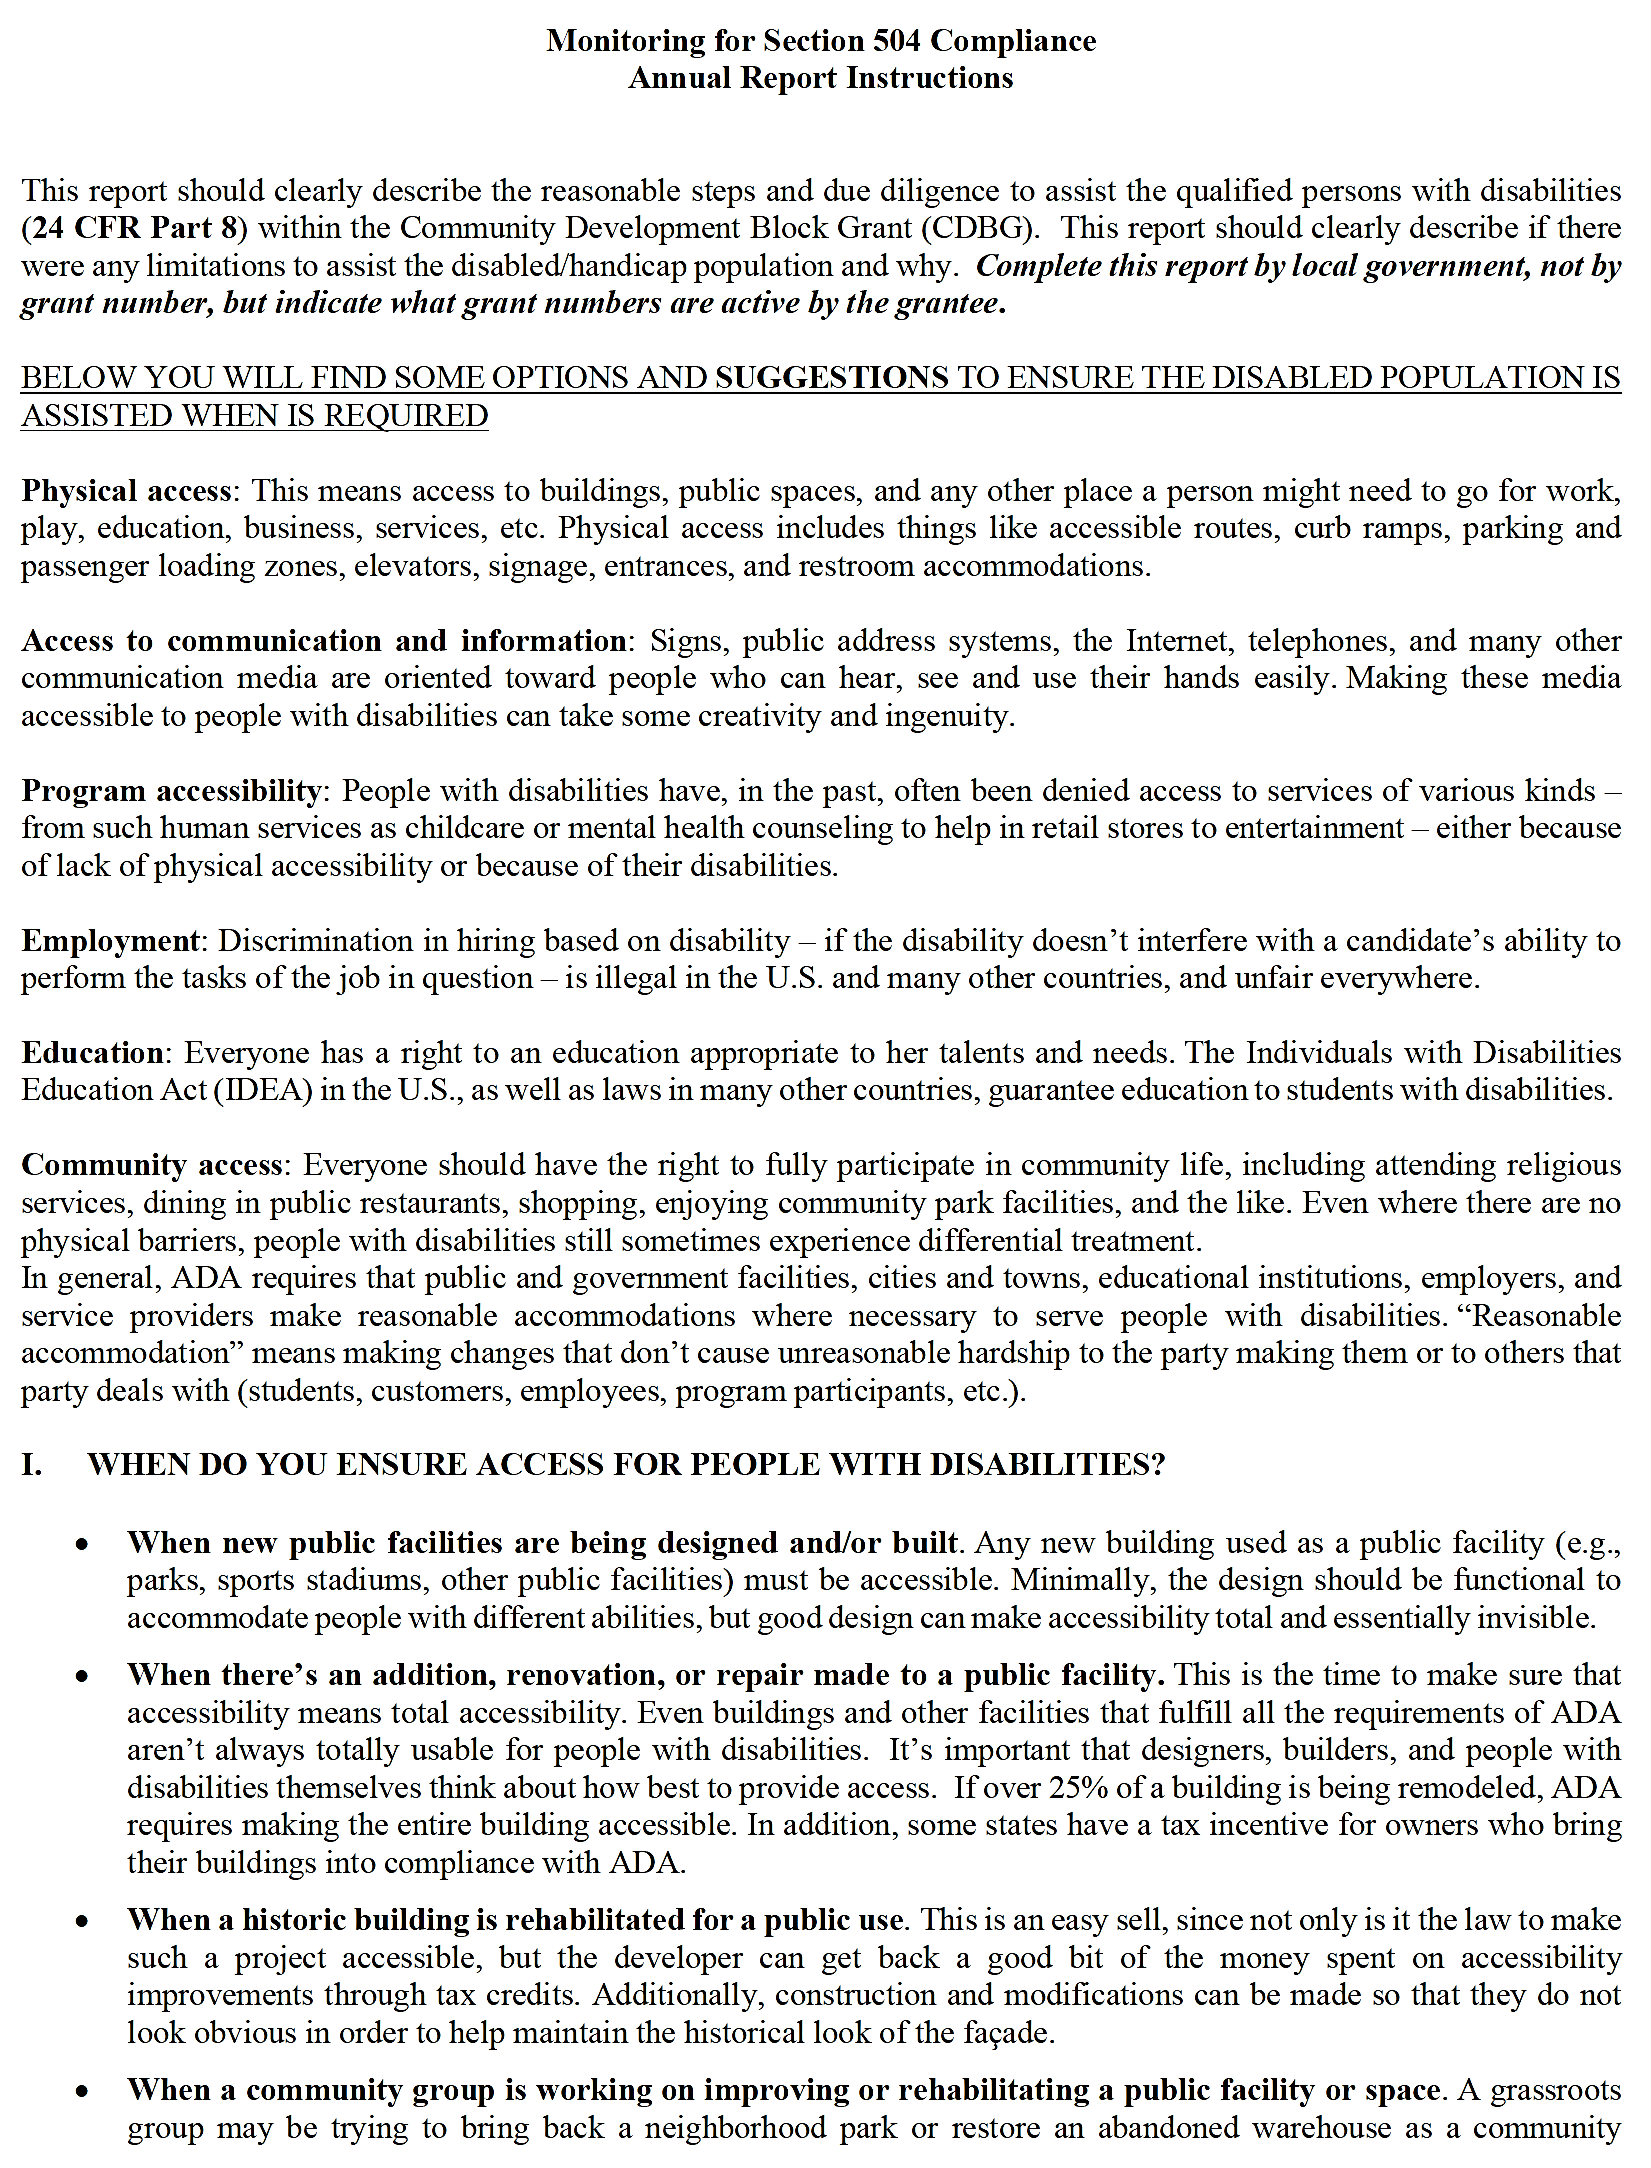 Monitoring for Section 504 Compliance
Annual Report Instructions
This report should clearly describe the reasonable steps and due diligence to assist the qualified persons with disabilities
(24 CFR Part 8) within the Community Development Block Grant (CDBG).  This report should clearly describe if there
were any limitations to assist the disabled/handicap population and why.  Complete this report by local government, not by
grant number, but indicate what grant numbers are active by the grantee.
BELOW YOU WILL FIND SOME OPTIONS AND SUGGESTIONS TO ENSURE THE DISABLED POPULATION IS
ASSISTED WHEN IS REQUIRED
Physical access: This means access to buildings, public spaces, and any other place a person might need to go for work,
play, education, business, services, etc. Physical access includes things like accessible routes, curb ramps, parking and
passenger loading zones, elevators, signage, entrances, and restroom accommodations.
Access to communication and information: Signs, public address systems, the Internet, telephones, and many other
communication media are oriented toward people who can hear, see and use their hands easily. Making these media
accessible to people with disabilities can take some creativity and ingenuity.
Program accessibility: People with disabilities have, in the past, often been denied access to services of various kinds –
from such human services as childcare or mental health counseling to help in retail stores to entertainment – either because
of lack of physical accessibility or because of their disabilities.
Employment: Discrimination in hiring based on disability – if the disability doesn’t interfere with a candidate’s ability to
perform the tasks of the job in question – is illegal in the U.S. and many other countries, and unfair everywhere.
Education: Everyone has a right to an education appropriate to her talents and needs. The Individuals with Disabilities
Education Act (IDEA) in the U.S., as well as laws in many other countries, guarantee education to students with disabilities.
Community access: Everyone should have the right to fully participate in community life, including attending religious
services, dining in public restaurants, shopping, enjoying community park facilities, and the like. Even where there are no
physical barriers, people with disabilities still sometimes experience differential treatment.
In general, ADA requires that public and government facilities, cities and towns, educational institutions, employers, and
service providers make reasonable accommodations where necessary to serve people with disabilities. “Reasonable
accommodation” means making changes that don’t cause unreasonable hardship to the party making them or to others that
party deals with (students, customers, employees, program participants, etc.).
I. WHEN DO YOU ENSURE ACCESS FOR PEOPLE WITH DISABILITIES?
• When new public facilities are being designed and/or built. Any new building used as a public facility (e.g.,
parks, sports stadiums, other public facilities) must be accessible. Minimally, the design should be functional to
accommodate people with different abilities, but good design can make accessibility total and essentially invisible.
• When there’s an addition, renovation, or repair made to a public facility. This is the time to make sure that
accessibility means total accessibility. Even buildings and other facilities that fulfill all the requirements of ADA
aren’t always totally usable for people with disabilities.  It’s important that designers, builders, and people with
disabilities themselves think about how best to provide access.  If over 25% of a building is being remodeled, ADA
requires making the entire building accessible. In addition, some states have a tax incentive for owners who bring
their buildings into compliance with ADA.
• When a historic building is rehabilitated for a public use. This is an easy sell, since not only is it the law to make
such a project accessible, but the developer can get back a good bit of the money spent on accessibility
improvements through tax credits. Additionally, construction and modifications can be made so that they do not
look obvious in order to help maintain the historical look of the façade.
• When a community group is working on improving or rehabilitating a public facility or space. A grassroots
group may be trying to bring back a neighborhood park or restore an abandoned warehouse as a community